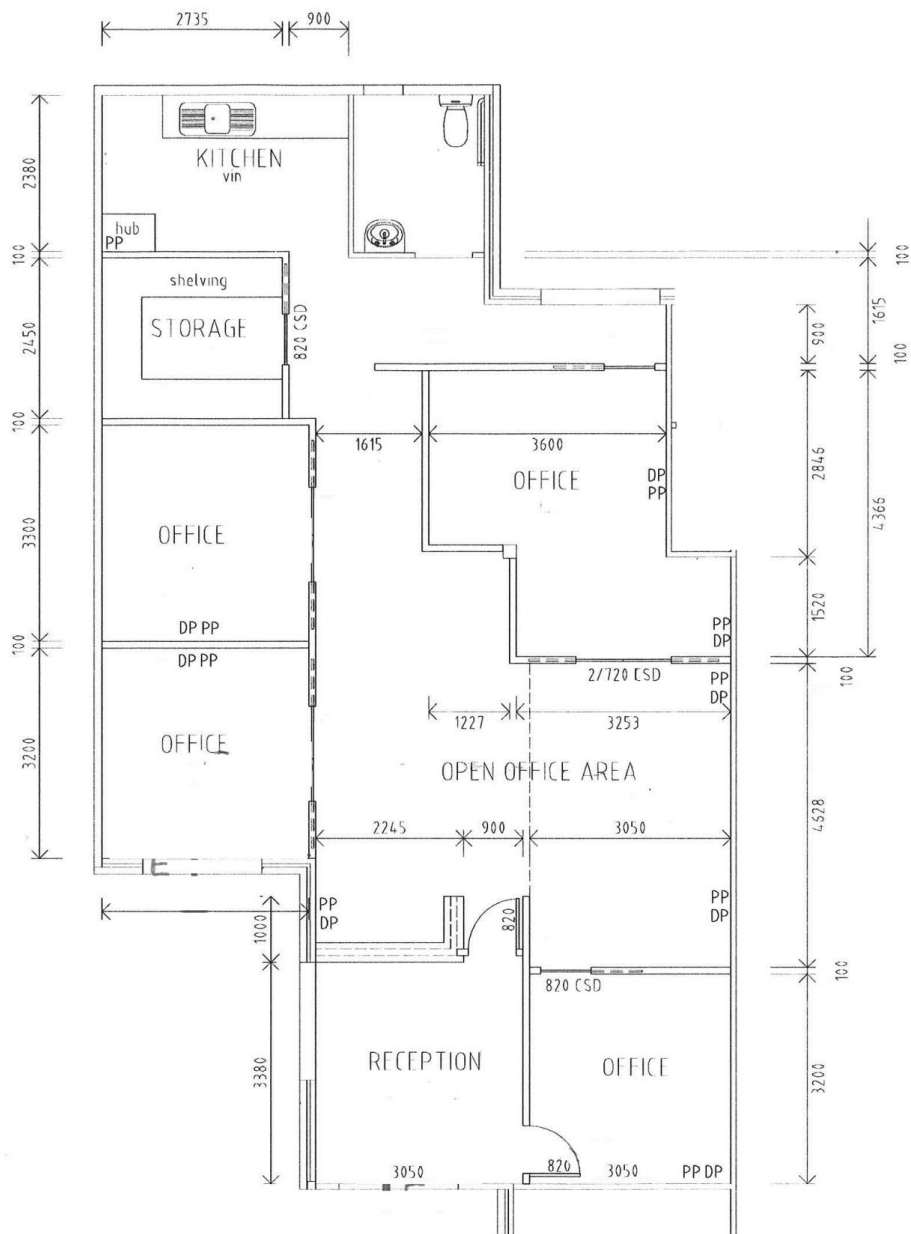 2735
900
2380
KITCHEN
vin
hub
PP
100
100
shelving
STORAGE
820 CSD
2450
900
1615
100
100
1615
3600
OFFICE
DP
PP
2846
4366
3300
OFFICE
DP PP
100
DP PP
1520
PP
DP
2/720 CSD
PP
DP
100
1227
3253
OFFICE
3200
OPEN OFFICE AREA
2245
900
3050
4628
PP
DP
1000
820
PP
DP
100
820 CSD
RECEPTION
OFFICE
3380
3200
3050
820
3050
PP DP